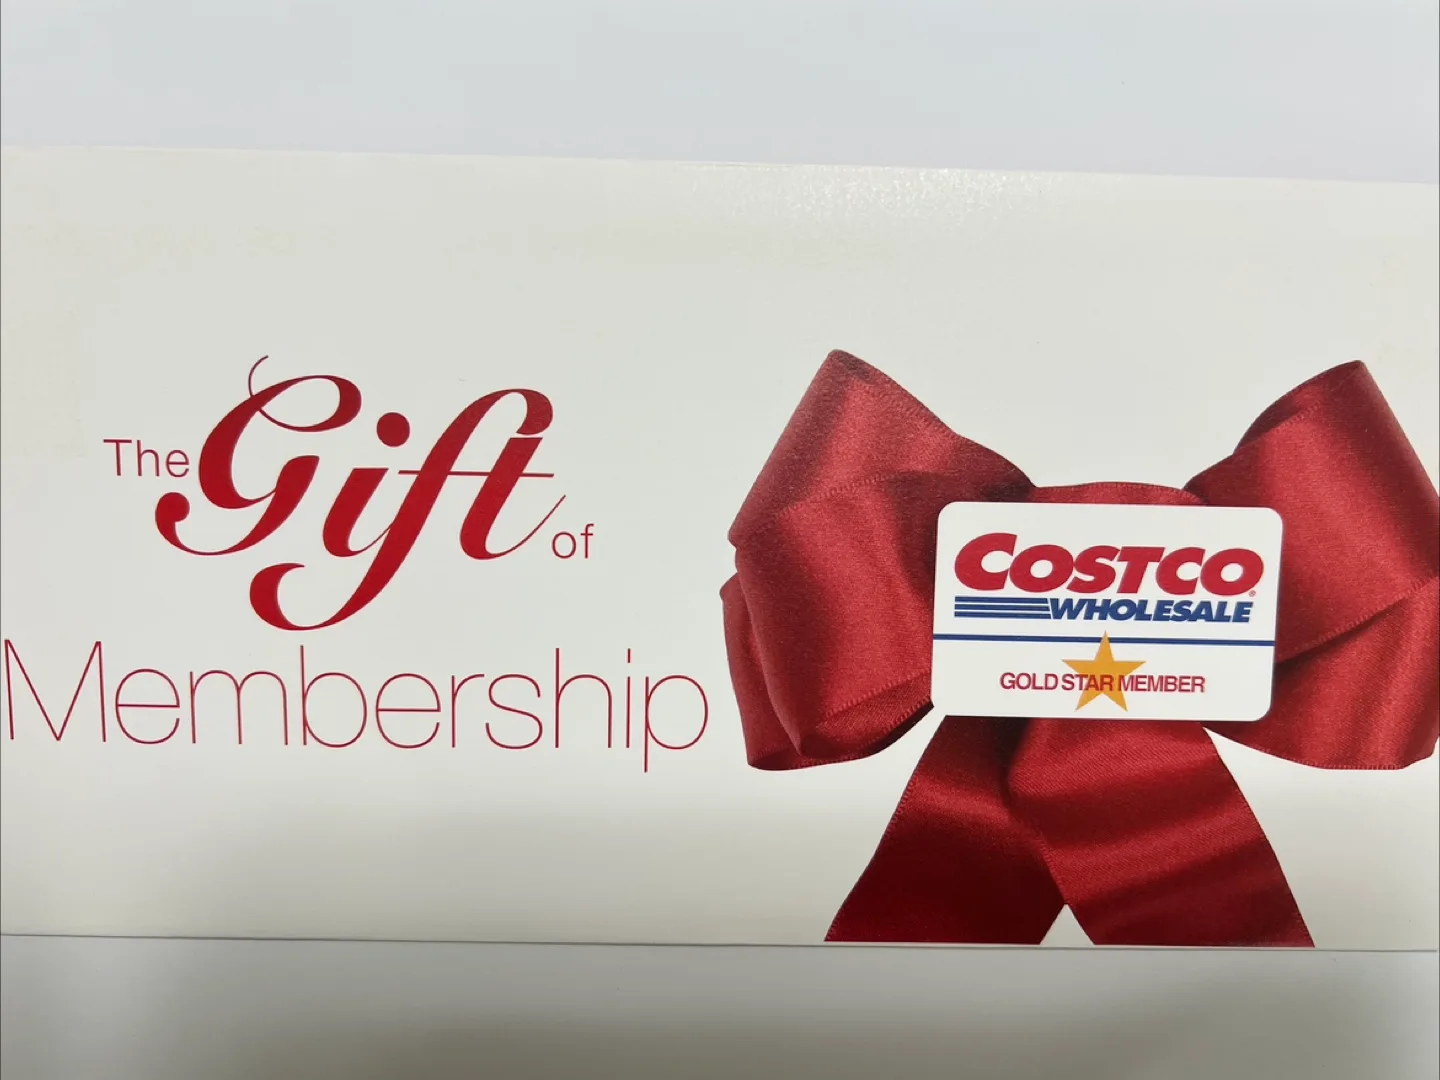 The Gift of
Membership
COSTCO
WHOLESALE
GOLD STAR MEMBER